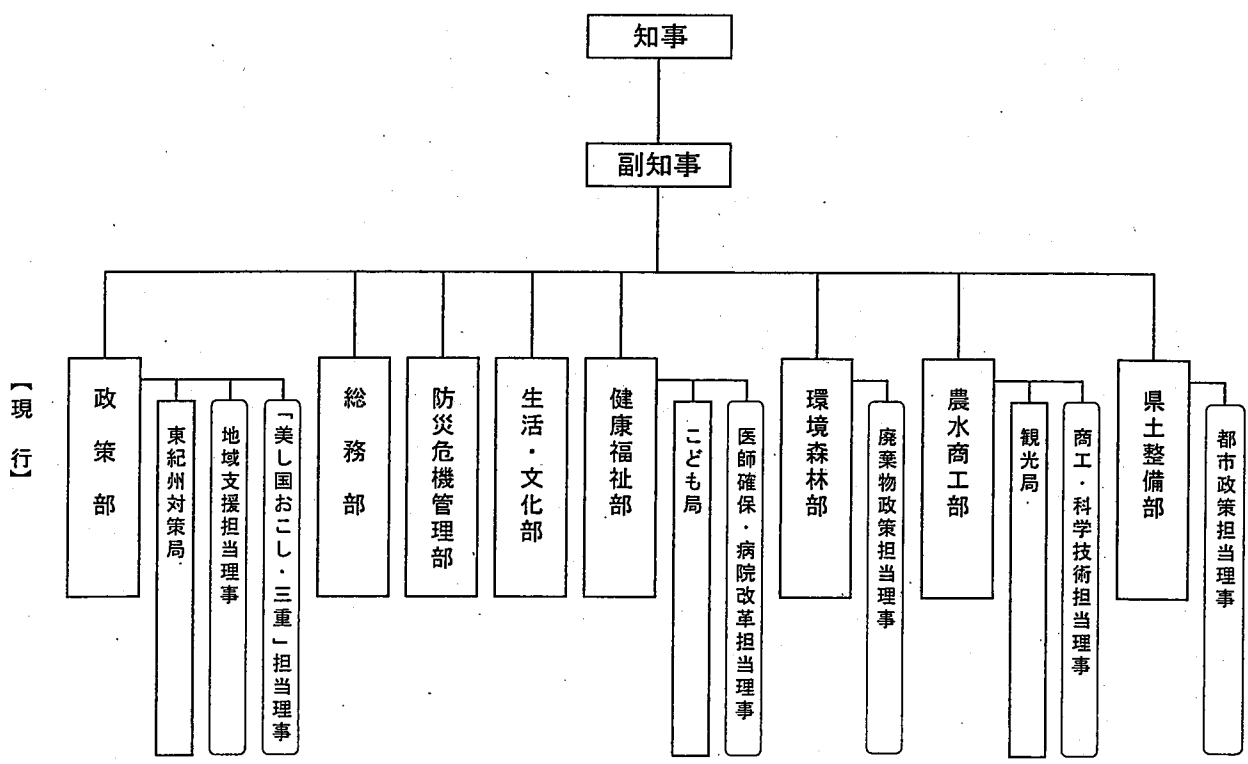 知事
副知事
【現行】
政策部
東紀州対策局
地域支援担当理事
「美し国おこし・三重」担当理事
総務部
防災危機管理部
生活・文化部
健康福祉部
こども局
医師確保・病院改革担当理事
環境森林部
廃棄物政策担当理事
農水商工部
観光局
商工・科学技術担当理事
県土整備部
都市政策担当理事